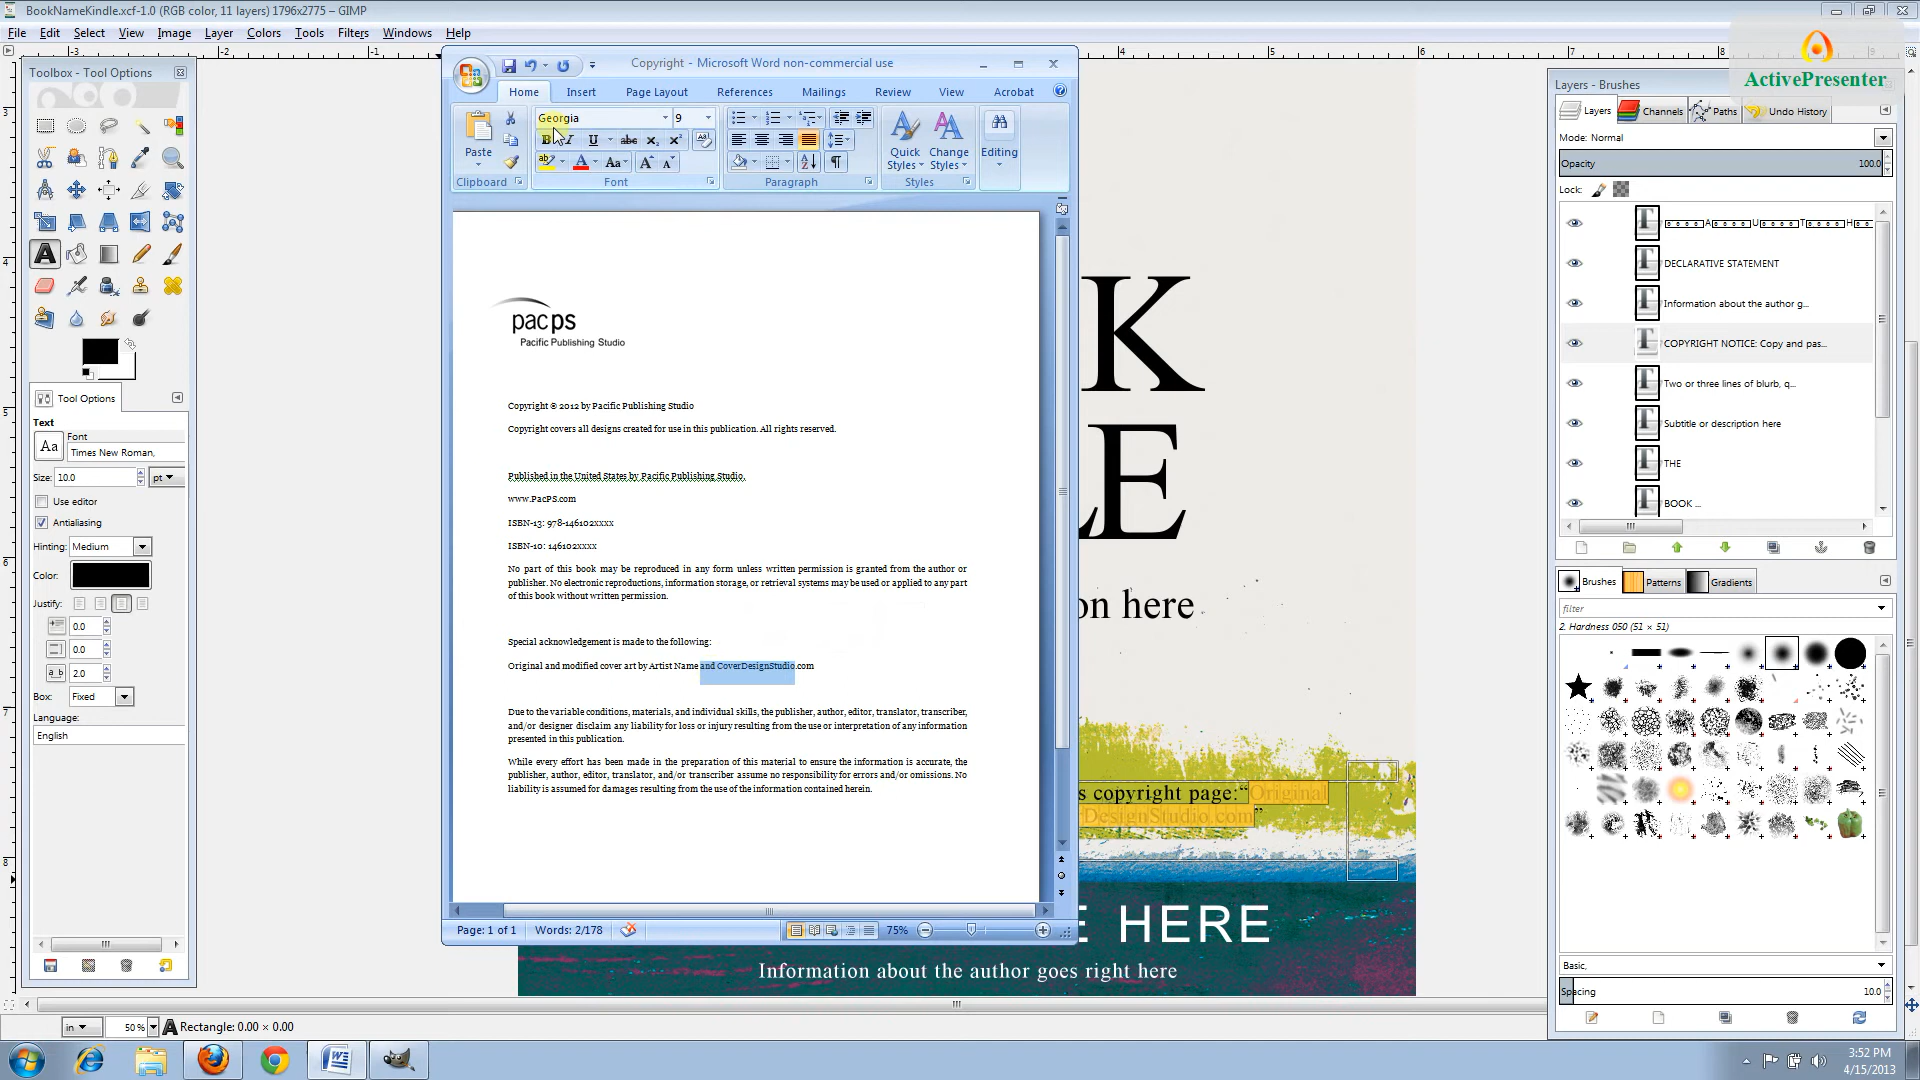 BookNameKindle.xcf-1.0 (RGB color, 11 layers) 1796x2775 – GIMP
File Edit Select View Image Layer Colors Tools Filters Windows Help
ActivePresenter
Toolbox - Tool Options
Tool Options
Text
Font
Aa Times New Roman,
Size: 10.0 pt
Use editor
Antialiasing
Hinting: Medium
Color:
Justify:
0.0
0.0
2.0
Box: Fixed
Language:
English
Copyright - Microsoft Word non-commercial use
Home Insert Page Layout References Mailings Review View Acrobat
Georgia 9
Paste
Quick Styles
Change Styles
Editing
Clipboard Font Paragraph Styles
pacps
Pacific Publishing Studio
Copyright © 2012 by Pacific Publishing Studio
Copyright covers all designs created for use in this publication. All rights reserved.
Published in the United States by Pacific Publishing Studio.
www.PacPS.com
ISBN-13: 978-146102xxxx
ISBN-10: 146102xxxx
No part of this book may be reproduced in any form unless written permission is granted from the author or
publisher. No electronic reproductions, information storage, or retrieval systems may be used or applied to any part
of this book without written permission.
Special acknowledgement is made to the following:
Original and modified cover art by Artist Name and CoverDesignStudio.com
Due to the variable conditions, materials, and individual skills, the publisher, author, editor, translator, transcriber,
and/or designer disclaim any liability for loss or injury resulting from the use or interpretation of any information
presented in this publication.
While every effort has been made in the preparation of this material to ensure the information is accurate, the
publisher, author, editor, translator, and/or transcriber assume no responsibility for errors and/or omissions. No
liability is assumed for damages resulting from the use of the information contained herein.
Page: 1 of 1 Words: 2/178 75%
K
LE
on here
s copyright page:“Original
rDesignStudio.com”
E HERE
Information about the author goes right here
Layers - Brushes
Layers Channels Paths Undo History
Mode: Normal
Opacity 100.0
Lock:
DECLARATIVE STATEMENT
Information about the author g...
COPYRIGHT NOTICE: Copy and pas...
Two or three lines of blurb, q...
Subtitle or description here
THE
BOOK ...
Brushes Patterns Gradients
filter
2. Hardness 050 (51 × 51)
Basic,
Spacing 10.0
in 50 % Rectangle: 0.00 × 0.00
3:52 PM
4/15/2013